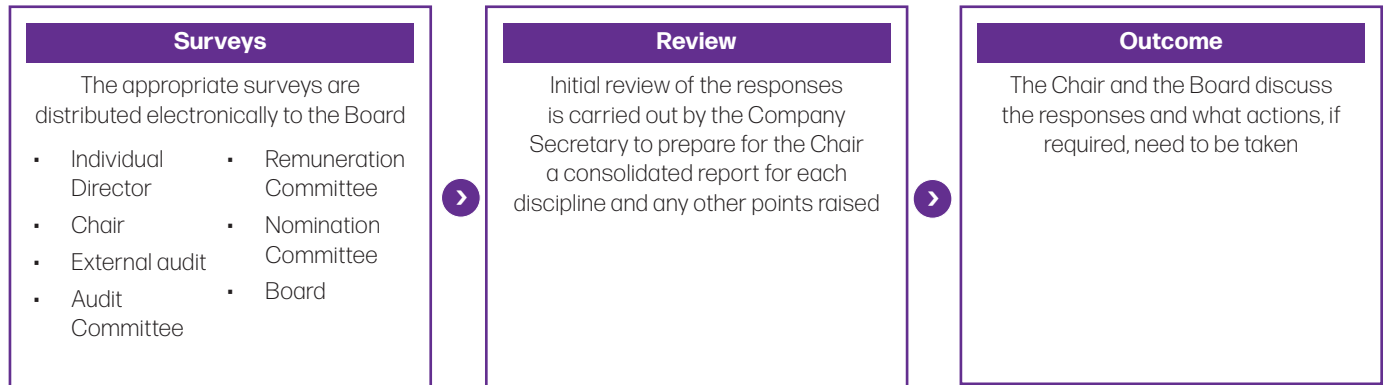 Surveys
The appropriate surveys are
distributed electronically to the Board
▪ Individual
Director
▪ Chair
▪ External audit
▪ Audit
Committee
▪ Remuneration
Committee
▪ Nomination
Committee
▪ Board
Review
Initial review of the responses
is carried out by the Company
Secretary to prepare for the Chair
a consolidated report for each
discipline and any other points raised
Outcome
The Chair and the Board discuss
the responses and what actions, if
required, need to be taken